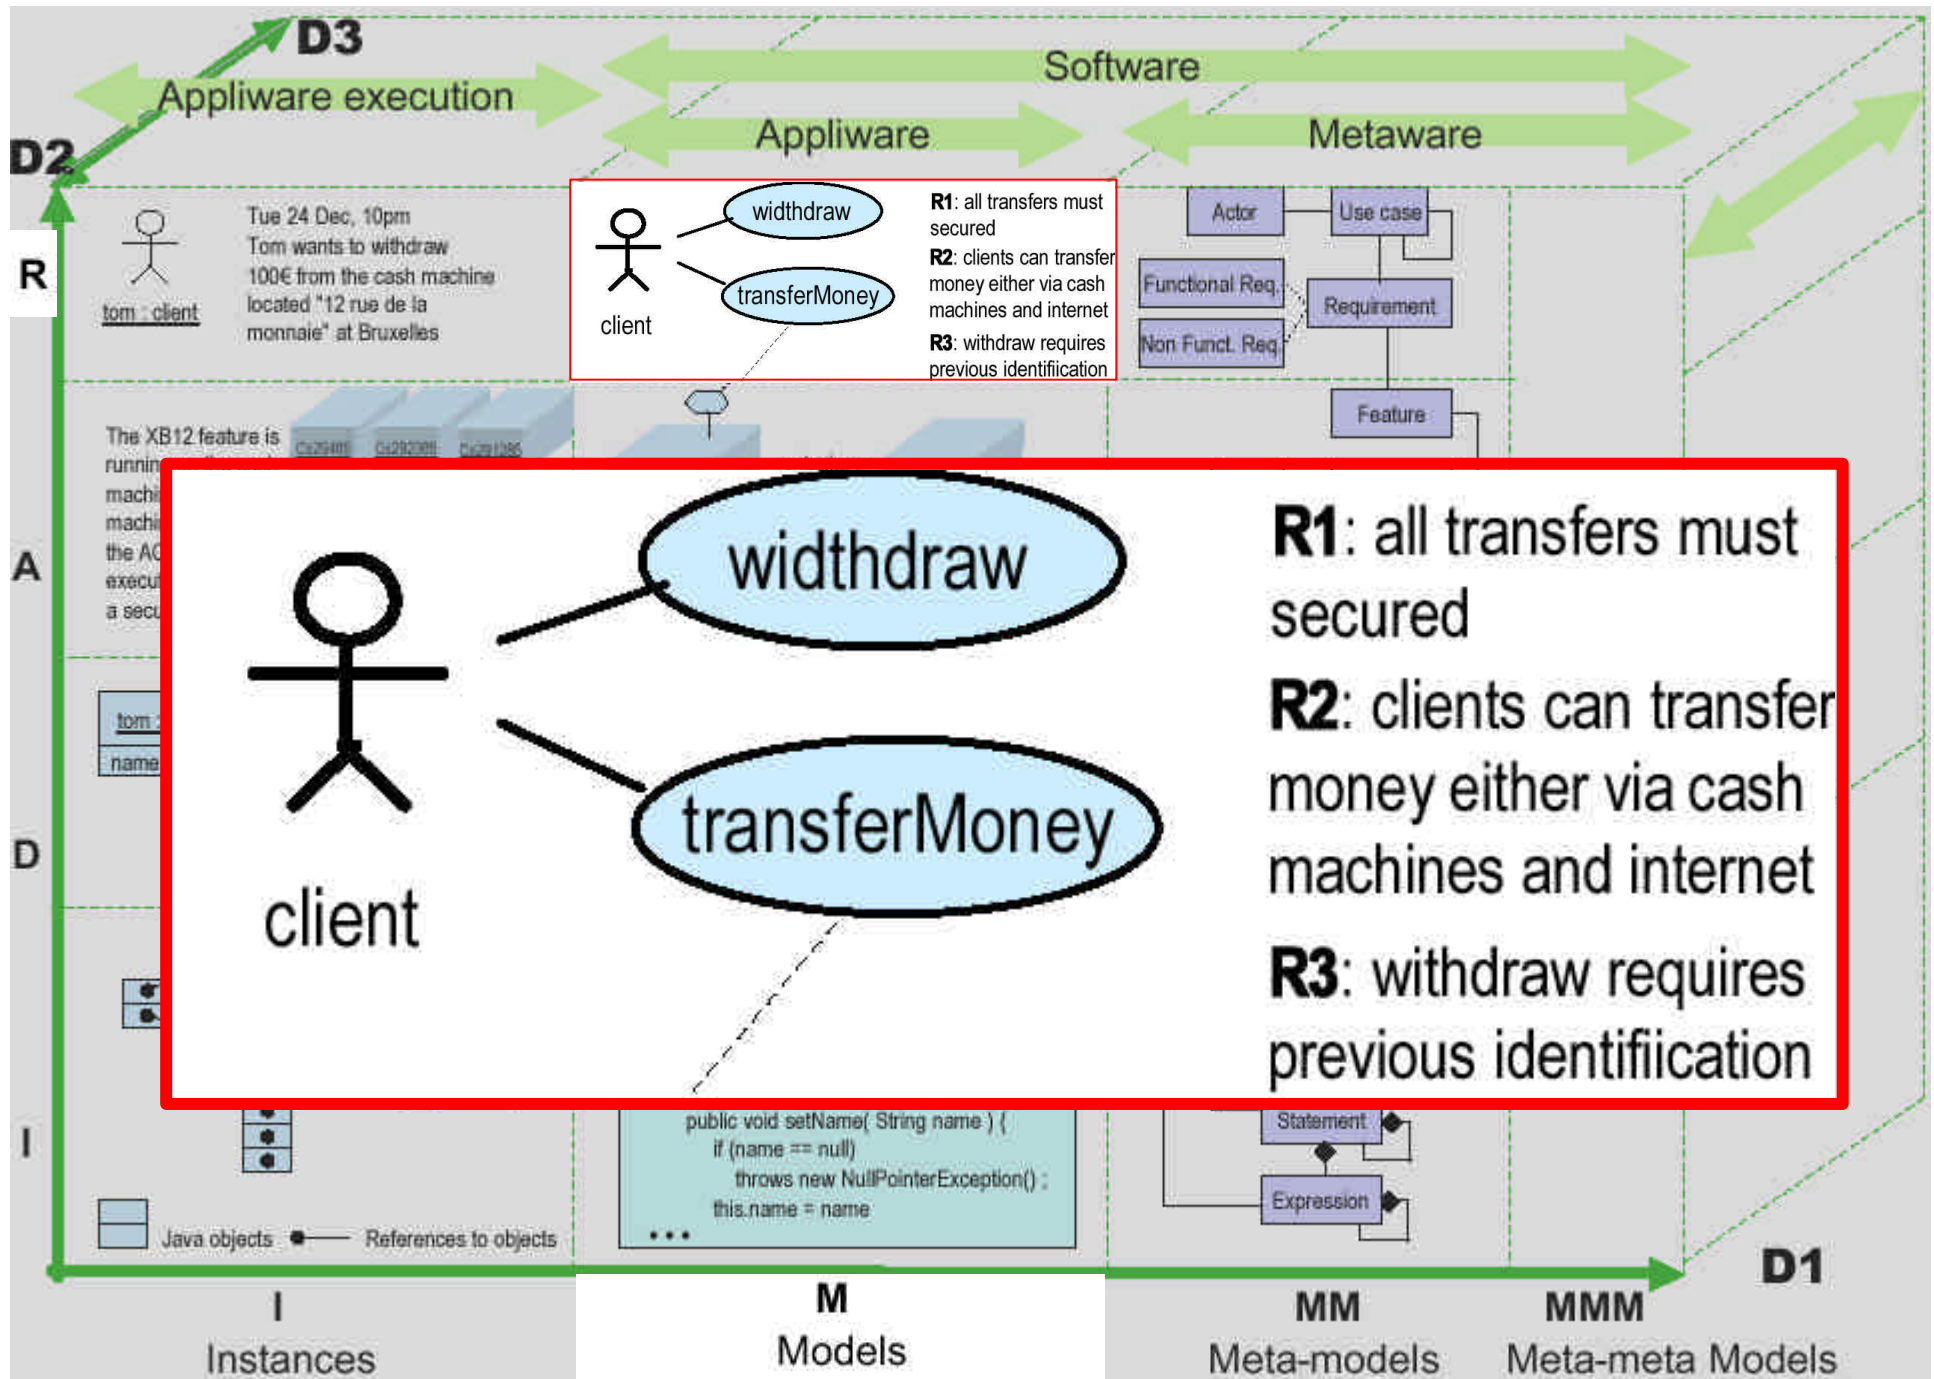 D3
Software
Appliware execution
Appliware
Metaware
D2
R
Tue 24 Dec, 10pm
Tom wants to withdraw
100€ from the cash machine
located "12 rue de la
monnaie" at Bruxelles
tom : client
widthdraw
transferMoney
client
R1: all transfers must
secured
R2: clients can transfer
money either via cash
machines and internet
R3: withdraw requires
previous identifiication
Actor
Use case
Functional Req.
Requirement
Non Funct. Req.
Feature
A
The XB12 feature is
the
a
widthdraw
transferMoney
client
R1: all transfers must
secured
R2: clients can transfer
money either via cash
machines and internet
R3: withdraw requires
previous identifiication
D
tom :
name
I
public void setName( String name ) {
if (name == null)
throws new NullPointerException() ;
this.name = name
• • •
Statement
Expression
Java objects
References to objects
D1
I
Instances
M
Models
MM
Meta-models
MMM
Meta-meta Models